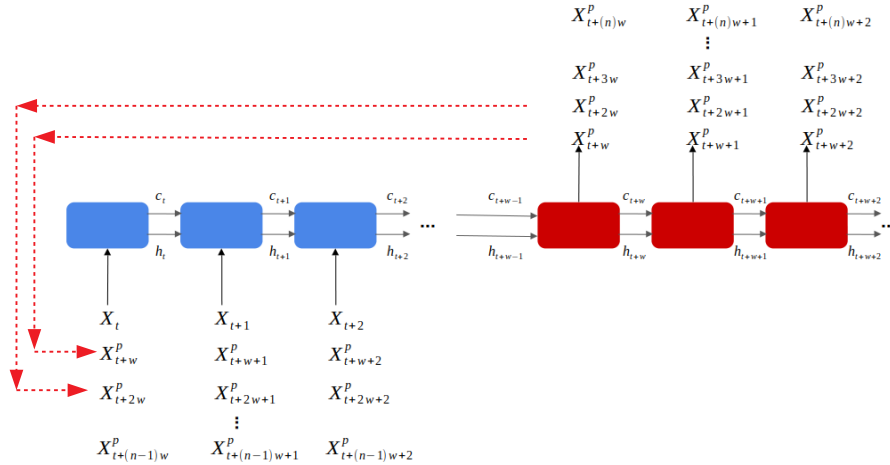 X^p_{t+(n)w} X^p_{t+(n)w+1} X^p_{t+(n)w+2}
⋮
X^p_{t+3w} X^p_{t+3w+1} X^p_{t+3w+2}
X^p_{t+2w} X^p_{t+2w+1} X^p_{t+2w+2}
X^p_{t+w} X^p_{t+w+1} X^p_{t+w+2}
c_t c_{t+1} c_{t+2} c_{t+w-1} c_{t+w} c_{t+w+1} c_{t+w+2}
... ...
h_t h_{t+1} h_{t+2} h_{t+w-1} h_{t+w} h_{t+w+1} h_{t+w+2}
X_t X_{t+1} X_{t+2}
X^p_{t+w} X^p_{t+w+1} X^p_{t+w+2}
X^p_{t+2w} X^p_{t+2w+1} X^p_{t+2w+2}
⋮
X^p_{t+(n-1)w} X^p_{t+(n-1)w+1} X^p_{t+(n-1)w+2}